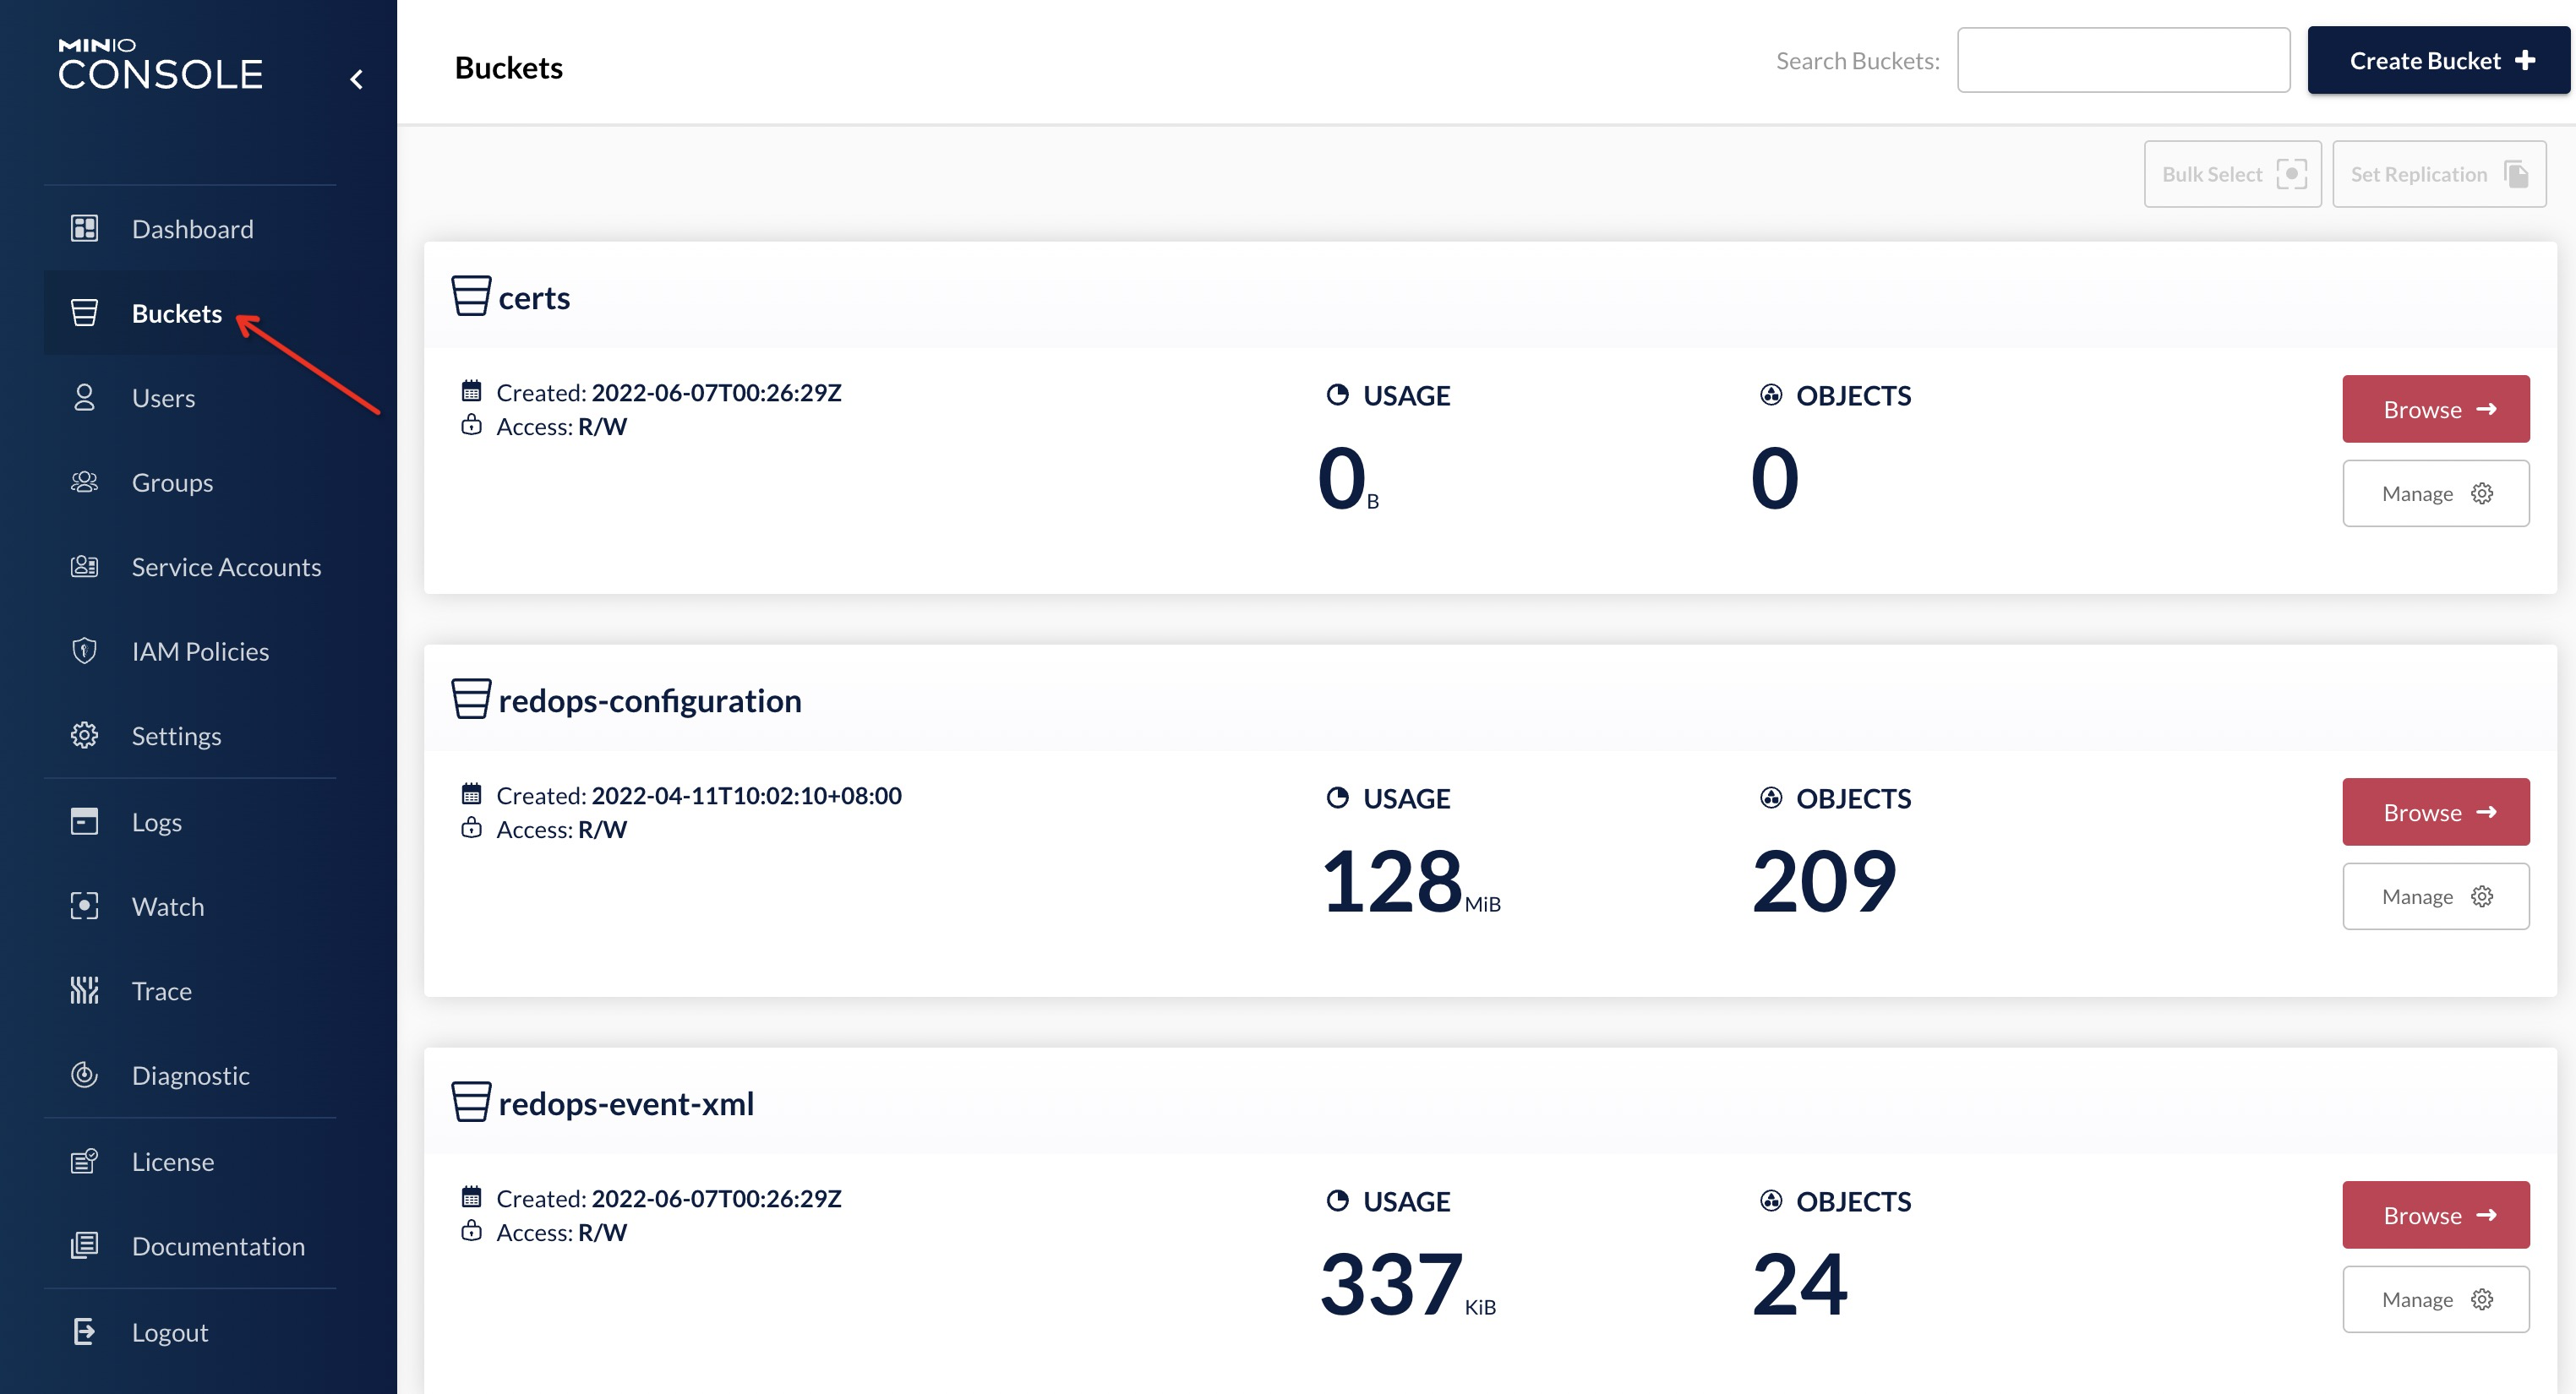 MINIO
CONSOLE
Dashboard
Buckets
Users
Groups
Service Accounts
IAM Policies
Settings
Logs
Watch
Trace
Diagnostic
License
Documentation
Logout
Buckets
Search Buckets:
Create Bucket
Bulk Select
Set Replication
certs
Created: 2022-06-07T00:26:29Z
Access: R/W
USAGE
0 B
OBJECTS
0
Browse
Manage
redops-configuration
Created: 2022-04-11T10:02:10+08:00
Access: R/W
USAGE
128 MiB
OBJECTS
209
Browse
Manage
redops-event-xml
Created: 2022-06-07T00:26:29Z
Access: R/W
USAGE
337 KiB
OBJECTS
24
Browse
Manage